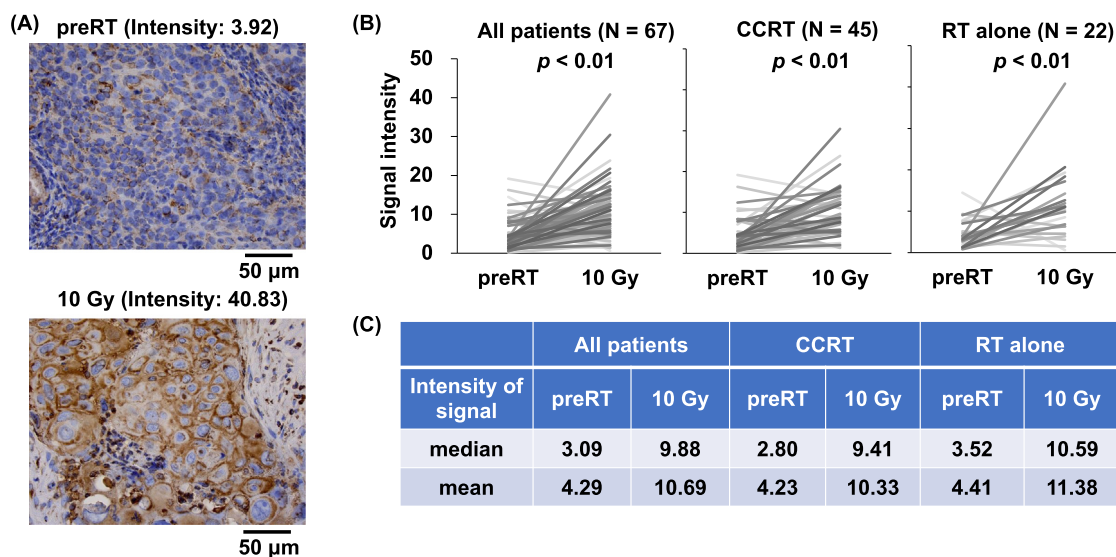 (A)
preRT (Intensity: 3.92)
50 µm
10 Gy (Intensity: 40.83)
50 µm
(B)
All patients (N = 67)
p < 0.01
CCRT (N = 45)
p < 0.01
RT alone (N = 22)
p < 0.01
Signal intensity
50
40
30
20
10
0
preRT 10 Gy
preRT 10 Gy
preRT 10 Gy
(C)
All patients CCRT RT alone
Intensity of
signal
preRT 10 Gy preRT 10 Gy preRT 10 Gy
median 3.09 9.88 2.80 9.41 3.52 10.59
mean 4.29 10.69 4.23 10.33 4.41 11.38